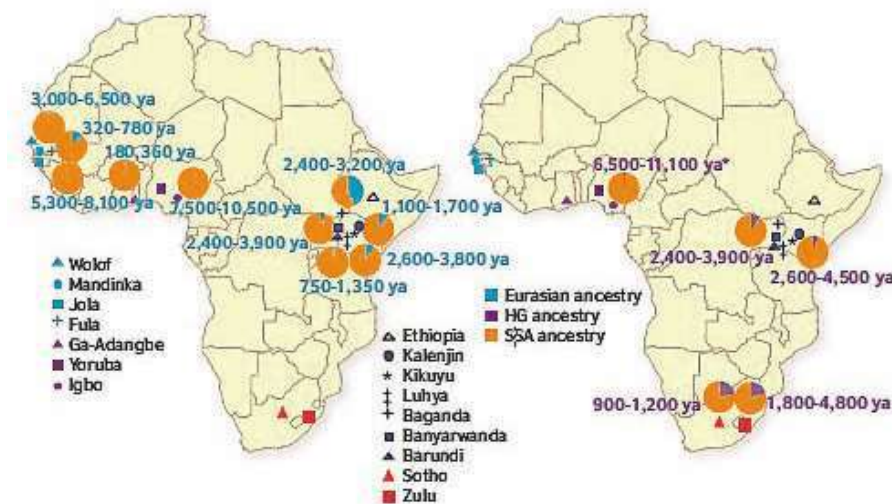 3,000-6,500 ya
320-780 ya
180,360 ya
5,300-8,100 ya
7,500-10,500 ya
2,400-3,200 ya
1,100-1,700 ya
2,400-3,900 ya
2,600-3,800 ya
750-1,350 ya
Wolof
Mandinka
Jola
Fula
Ga-Adangbe
Yoruba
Igbo
Ethiopia
Kalenjin
Kikuyu
Luhya
Baganda
Banyarwanda
Barundi
Sotho
Zulu
Eurasian ancestry
HG ancestry
SSA ancestry
6,500-11,100 ya*
2,400-3,900 ya
2,600-4,500 ya
900-1,200 ya
1,800-4,800 ya